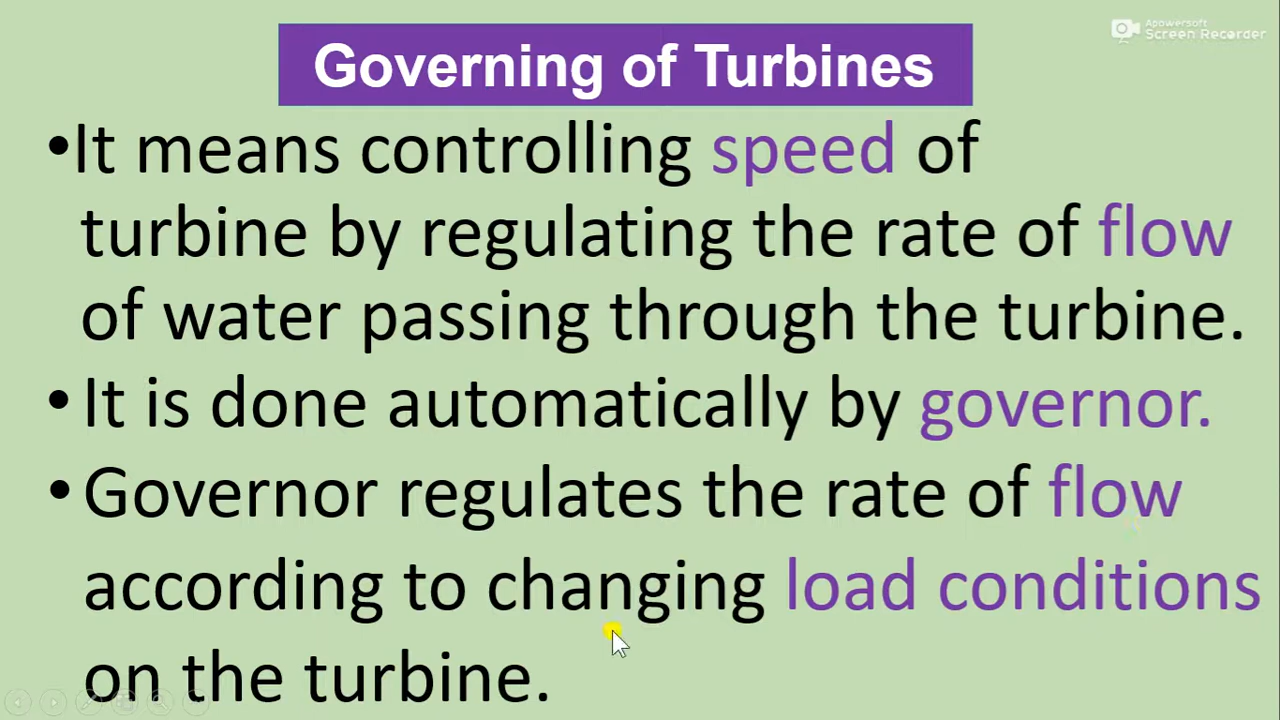 Apowersoft
Screen Recorder
Governing of Turbines
•It means controlling speed of
turbine by regulating the rate of flow
of water passing through the turbine.
• It is done automatically by governor.
• Governor regulates the rate of flow
according to changing load conditions
on the turbine.